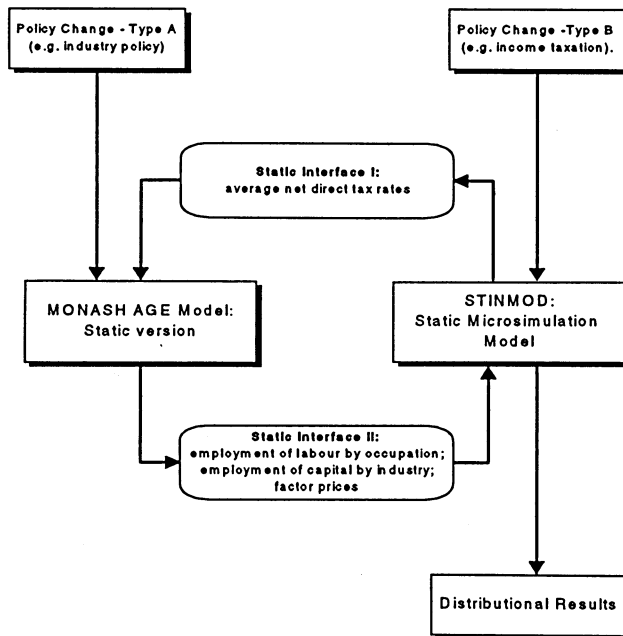 Policy Change - Type A
(e.g. industry policy)
Policy Change -Type B
(e.g. income taxation).
Static Interface I:
average net direct tax rates
MONASH AGE Model:
Static version
STINMOD:
Static Microsimulation
Model
Static Interface II:
employment of labour by occupation;
employment of capital by industry;
factor prices
Distributional Results